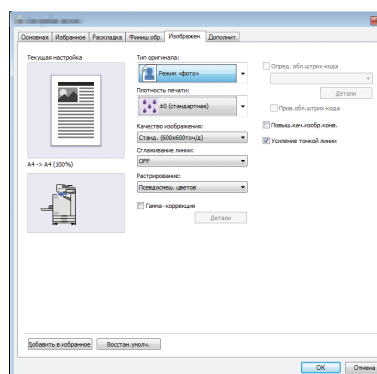 Основная Избранное Раскладка Финиш.обр. Изображен. Дополнит.
Текущая настройка
A4 -> A4 (100%)
Тип оригинала:
Режим «фото»
Плотность печати:
±0 (стандартная)
Качество изображения:
Станд. (600x600точ/д)
Сглаживание линии:
OFF
Растрирование:
Псевдоснеш. цветов
Гамма- коррекция
Детали
Опред. обл.штрих-кода
Детали
Пров.обл.штрих-кода
Повыш.кач.изобр.конв.
Усиление тонкой линии
Добавить в избранное Восстан.умолч.
OK Отмена